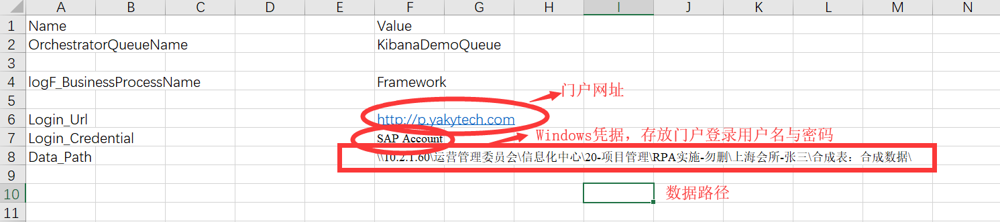 A B C D E F G H I J K L M N
1 Name Value
2 OrchestratorQueueName KibanaDemoQueue
3
4 logF_BusinessProcessName Framework
5 门户网址
6 Login_Url http://p.yakytech.com
7 Login_Credential SAP Account Windows凭据，存放门户登录用户名与密码
8 Data_Path \\10.2.1.60\运营管理委员会\信息化中心\20-项目管理\RPA实施-勿删\上海会所-张三\合成表：合成数据\
9
10 数据路径
11